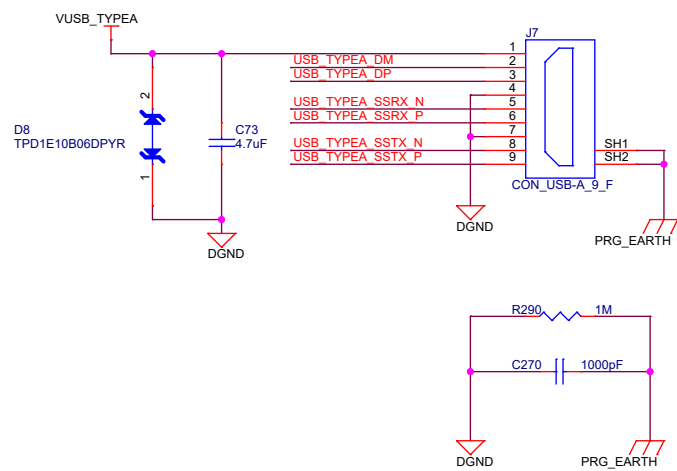 VUSB_TYPEA
J7
USB_TYPEA_DM
USB_TYPEA_DP
USB_TYPEA_SSRX_N
USB_TYPEA_SSRX_P
USB_TYPEA_SSTX_N
USB_TYPEA_SSTX_P
1
2
3
4
5
6
7
8
9
SH1
SH2
CON_USB-A_9_F
2
D8
TPD1E10B06DPYR
1
C73
4.7uF
DGND
DGND
PRG_EARTH
R290 1M
C270 1000pF
DGND
PRG_EARTH